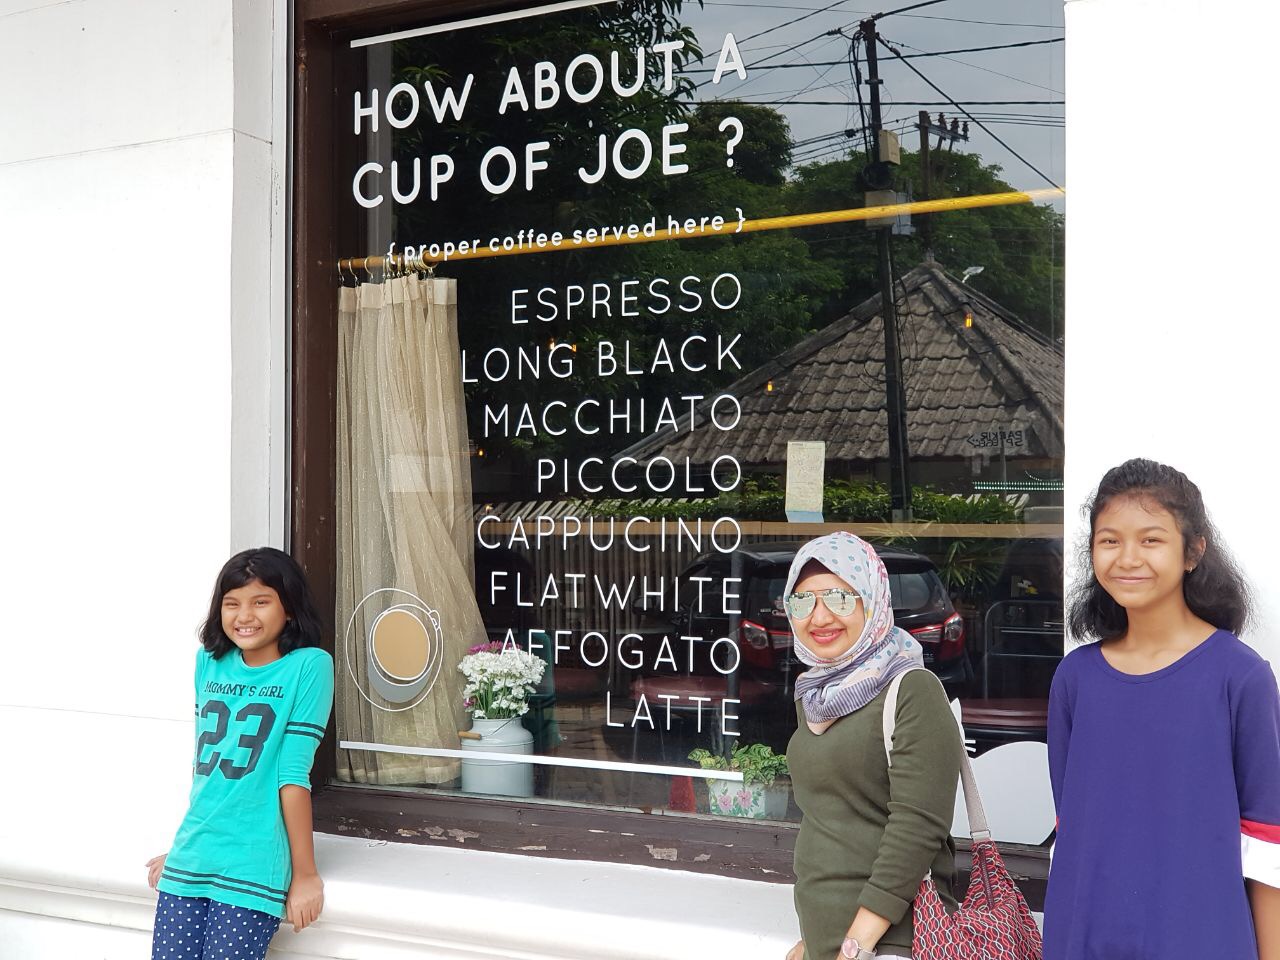 HOW ABOUT A
CUP OF JOE ?
{ proper coffee served here }
ESPRESSO
LONG BLACK
MACCHIATO
PICCOLO
CAPPUCINO
FLATWHITE
AFFOGATO
LATTE
MOMMY'S GIRL
23